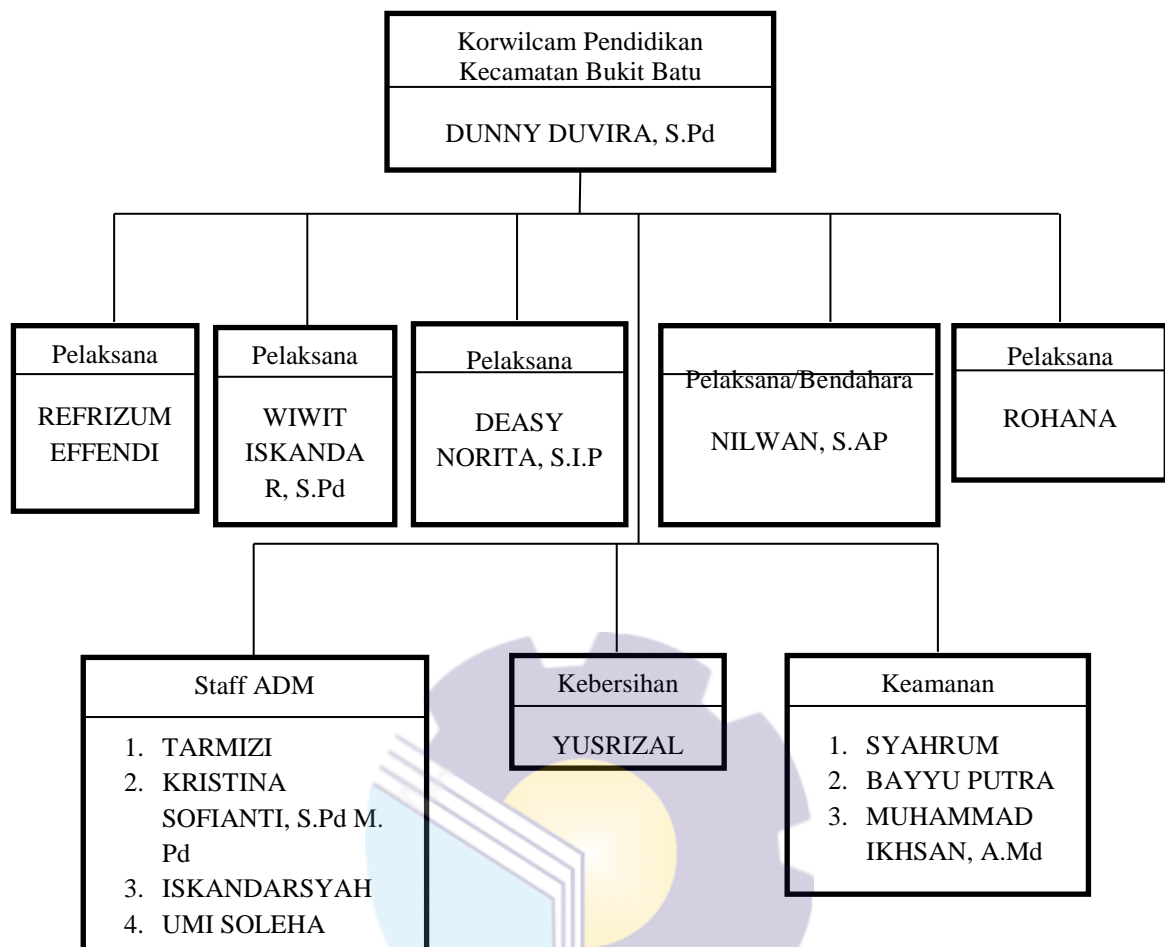 Korwilcam Pendidikan
Kecamatan Bukit Batu
DUNNY DUVIRA, S.Pd
Pelaksana
REFRIZUM
EFFENDI
Pelaksana
WIWIT
ISKANDA
R, S.Pd
Pelaksana
DEASY
NORITA, S.I.P
Pelaksana/Bendahara
NILWAN, S.AP
Pelaksana
ROHANA
Staff ADM
1. TARMIZI
2. KRISTINA
SOFIANTI, S.Pd M.
Pd
3. ISKANDARSYAH
4. UMI SOLEHA
Kebersihan
YUSRIZAL
Keamanan
1. SYAHRUM
2. BAYYU PUTRA
3. MUHAMMAD
IKHSAN, A.Md